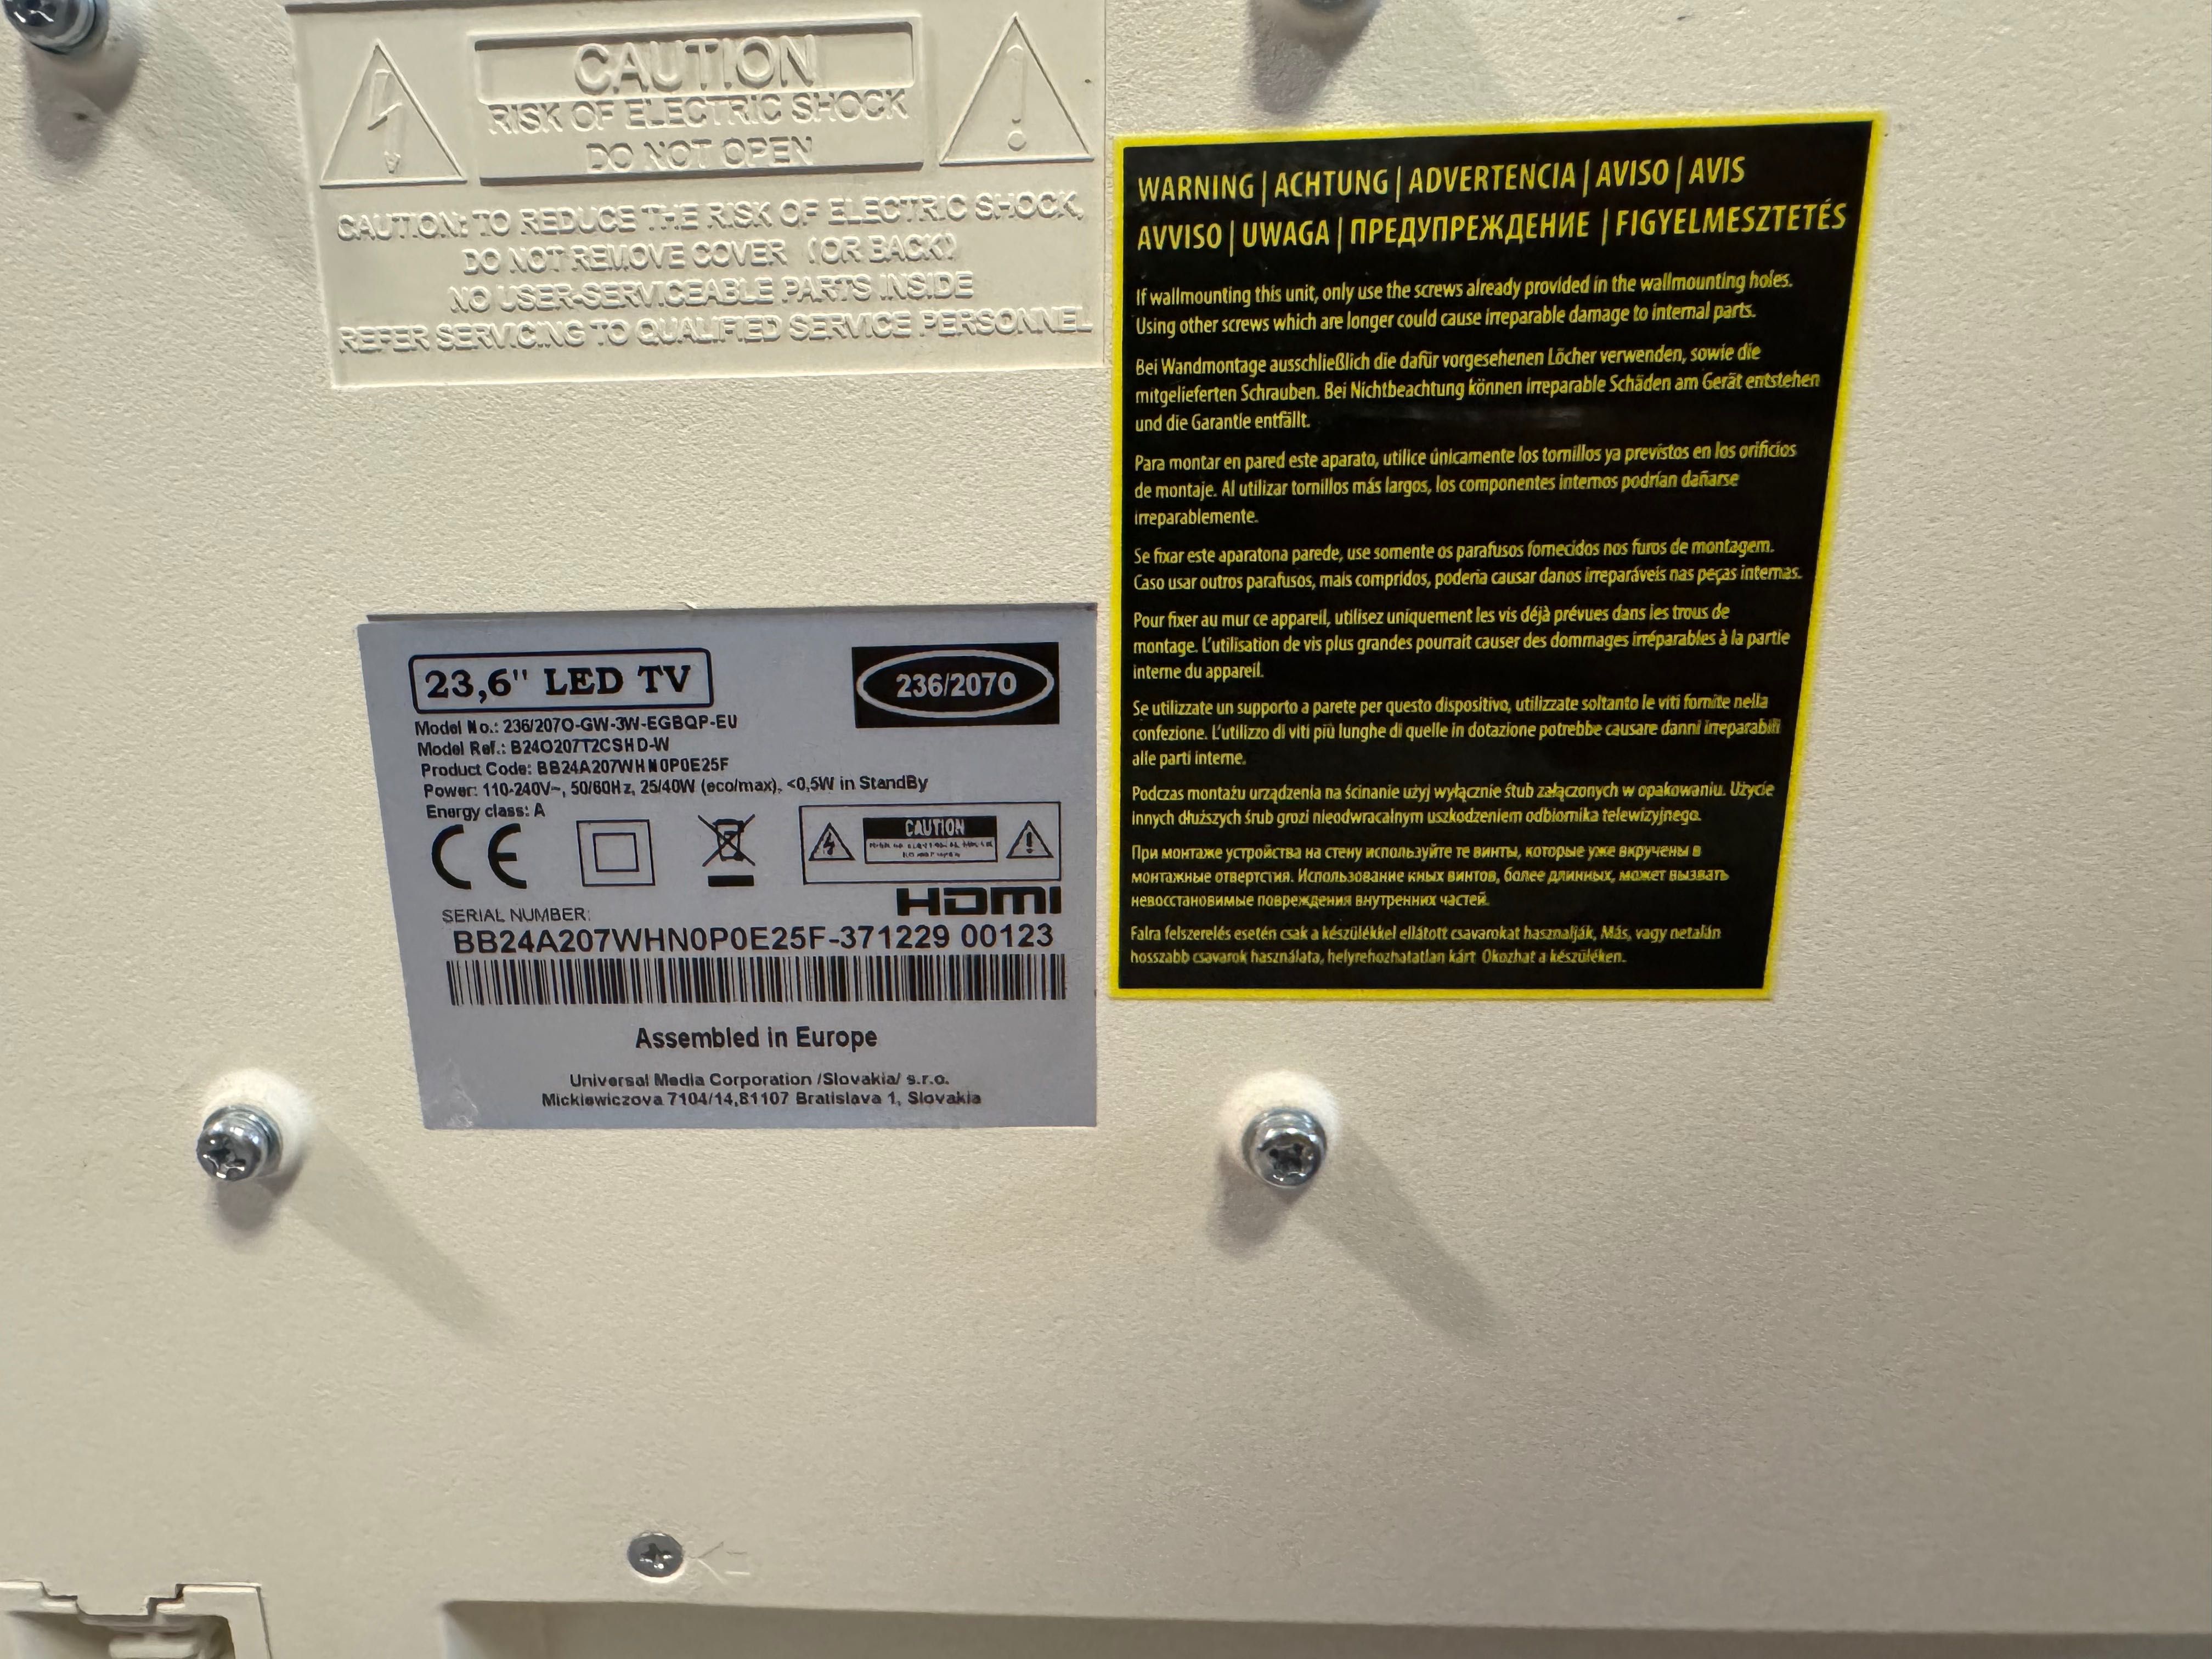 CAUTION
RISK OF ELECTRIC SHOCK
DO NOT OPEN
CAUTION: TO REDUCE THE RISK OF ELECTRIC SHOCK,
DO NOT REMOVE COVER (OR BACK)
NO USER-SERVICEABLE PARTS INSIDE
REFER SERVICING TO QUALIFIED SERVICE PERSONNEL
WARNING | ACHTUNG | ADVERTENCIA | AVISO | AVIS
AVVISO | UWAGA | ПРЕДУПРЕЖДЕНИЕ | FIGYELMESZTETÉS
If wallmounting this unit, only use the screws already provided in the wallmounting holes.
Using other screws which are longer could cause irreparable damage to internal parts.
Bei Wandmontage ausschließlich die dafür vorgesehenen Löcher verwenden, sowie die
mitgelieferten Schrauben. Bei Nichtbeachtung können irreparable Schäden am Gerät entstehen
und die Garantie entfällt.
Para montar en pared este aparato, utilice únicamente los tornillos ya previstos en los orificios
de montaje. Al utilizar tornillos más largos, los componentes internos podrían dañarse
irreparablemente.
Se fixar este aparatona parede, use somente os parafusos fornecidos nos furos de montagem.
Caso usar outros parafusos, mais compridos, poderia causar danos irreparáveis nas peças internas.
Pour fixer au mur ce appareil, utilisez uniquement les vis déjà prévues dans les trous de
montage. L'utilisation de vis plus grandes pourrait causer des dommages irréparables à la partie
interne du appareil.
Se utilizzate un supporto a parete per questo dispositivo, utilizzate soltanto le viti fornite nella
confezione. L'utilizzo di viti più lunghe di quelle in dotazione potrebbe causare danni irreparabili
alle parti interne.
Podczas montażu urządzenia na ścinanie użyj wyłącznie śtub załączonych w opakowaniu. Użycie
innych dłuższych śrub grozi nieodwracalnym uszkodzeniem odbiornika telewizyjnego.
При монтаже устройства на стену используйте те винты, которые уже вкручены в
монтажные отверстия. Использование кных винтов, более длинных, может вызвать
невосстановимые повреждения внутренних частей.
Falra felszerelés esetén csak a készülékkel ellátott csavarokat hasznalják, Más, vagy netalán
hosszabb csavarok használata, helyrehozhatatlan kárt Okozhat a készüléken.
23,6" LED TV
236/207O
Model No.: 236/207O-GW-3W-EGBQP-EU
Model Ref.: B24O207T2CSHD-W
Product Code: BB24A207WHN0P0E25F
Power: 110-240V~, 50/60Hz, 25/40W (eco/max), <0,5W in StandBy
Energy class: A
CE
CAUTION
HDMI
SERIAL NUMBER:
BB24A207WHN0P0E25F-371229 00123
Assembled in Europe
Universal Media Corporation /Slovakia/ s.r.o.
Mickiewiczova 7104/14,81107 Bratislava 1, Slovakia